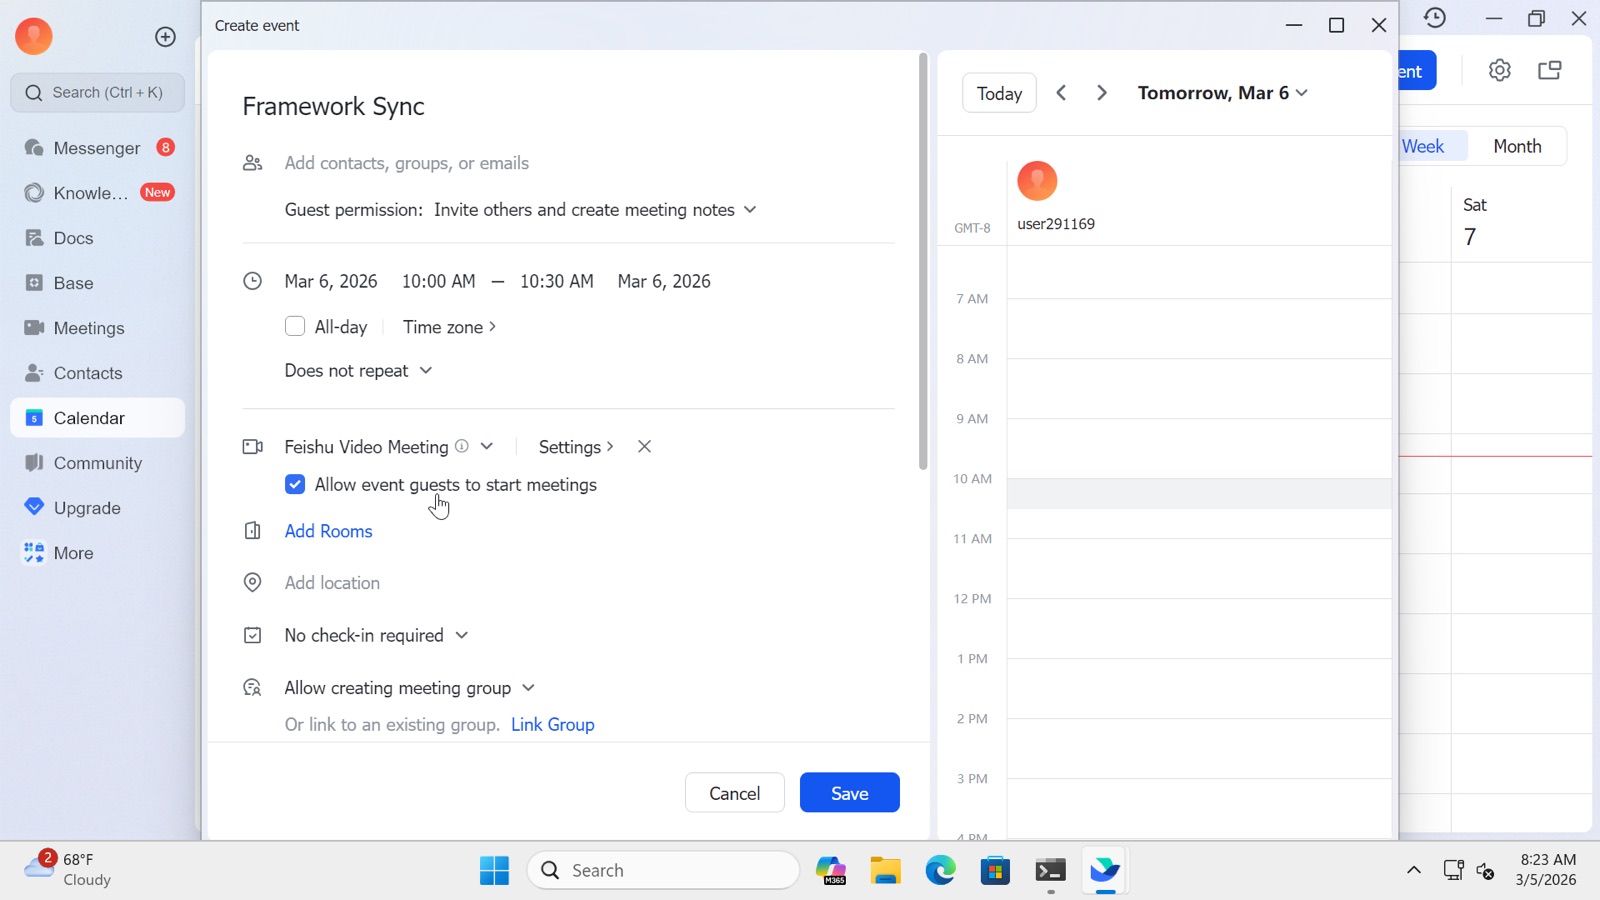 Create event
Search (Ctrl + K)
Messenger 8
Knowle... New
Docs
Base
Meetings
Contacts
5 Calendar
Community
Upgrade
More
Framework Sync
Add contacts, groups, or emails
Guest permission: Invite others and create meeting notes
Mar 6, 2026 10:00 AM – 10:30 AM Mar 6, 2026
All-day Time zone
Does not repeat
Feishu Video Meeting Settings
Allow event guests to start meetings
Add Rooms
Add location
No check-in required
Allow creating meeting group
Or link to an existing group. Link Group
Cancel Save
Today Tomorrow, Mar 6
user291169
GMT-8
7 AM
8 AM
9 AM
10 AM
11 AM
12 PM
1 PM
2 PM
3 PM
4 PM
ent
Week Month
Sat
7
2 68°F
Cloudy
Search
M365
8:23 AM
3/5/2026